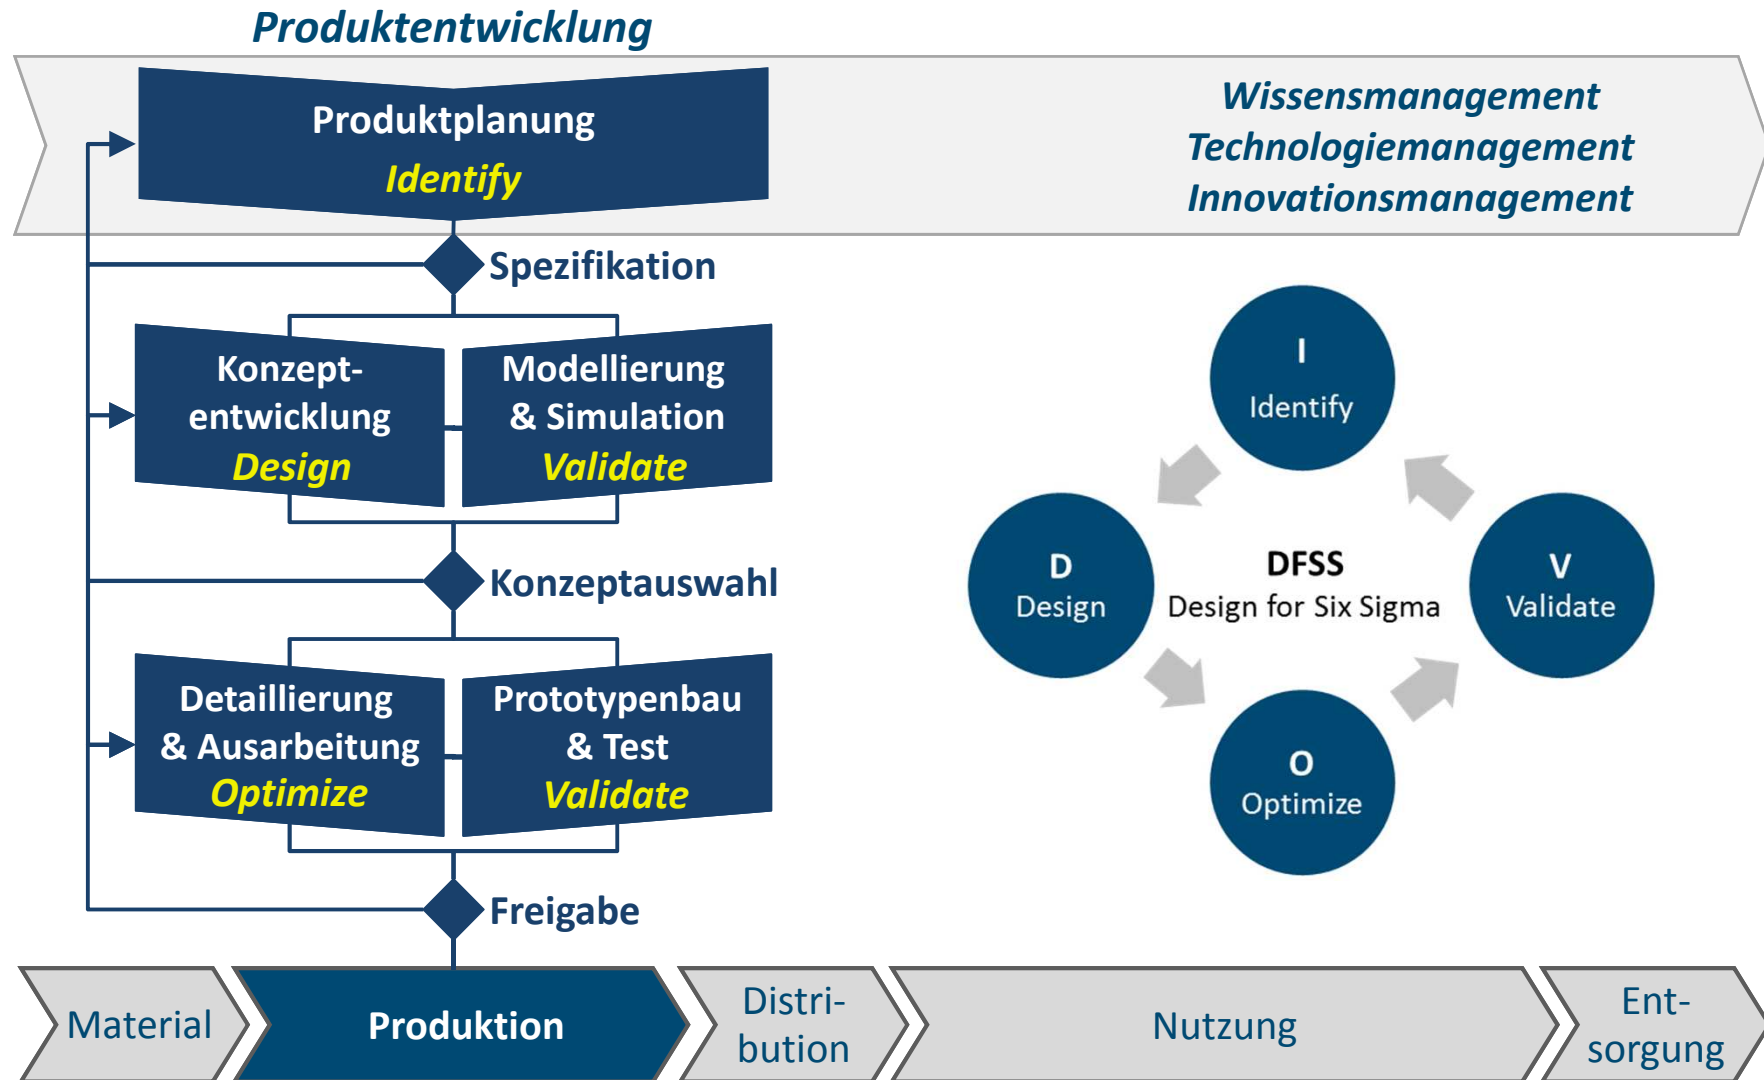 Produktentwicklung
Produktplanung
Identify
Wissensmanagement
Technologiemanagement
Innovationsmanagement
Spezifikation
Konzept-
entwicklung
Design
Modellierung
& Simulation
Validate
Konzeptauswahl
Detaillierung
& Ausarbeitung
Optimize
Prototypenbau
& Test
Validate
Freigabe
I
Identify
D
Design
DFSS
Design for Six Sigma
V
Validate
O
Optimize
Material
Produktion
Distri-
bution
Nutzung
Ent-
sorgung